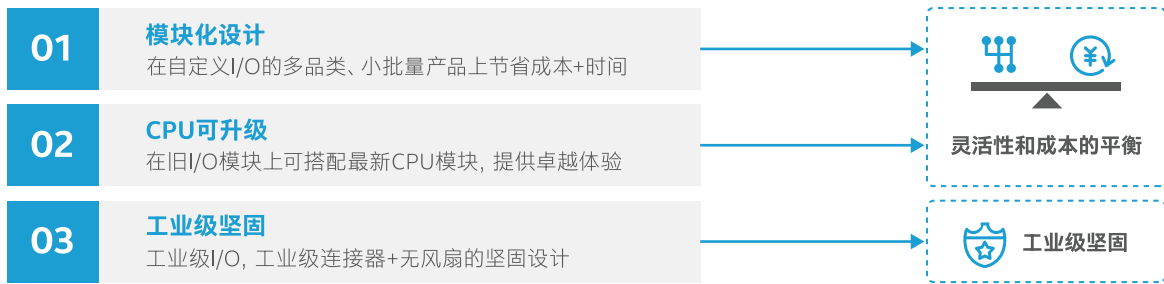 01
模块化设计
在自定义I/O的多品类、小批量产品上节省成本+时间
02
CPU可升级
在旧I/O模块上可搭配最新CPU模块, 提供卓越体验
03
工业级坚固
工业级I/O, 工业级连接器+无风扇的坚固设计
¥
灵活性和成本的平衡
工业级坚固